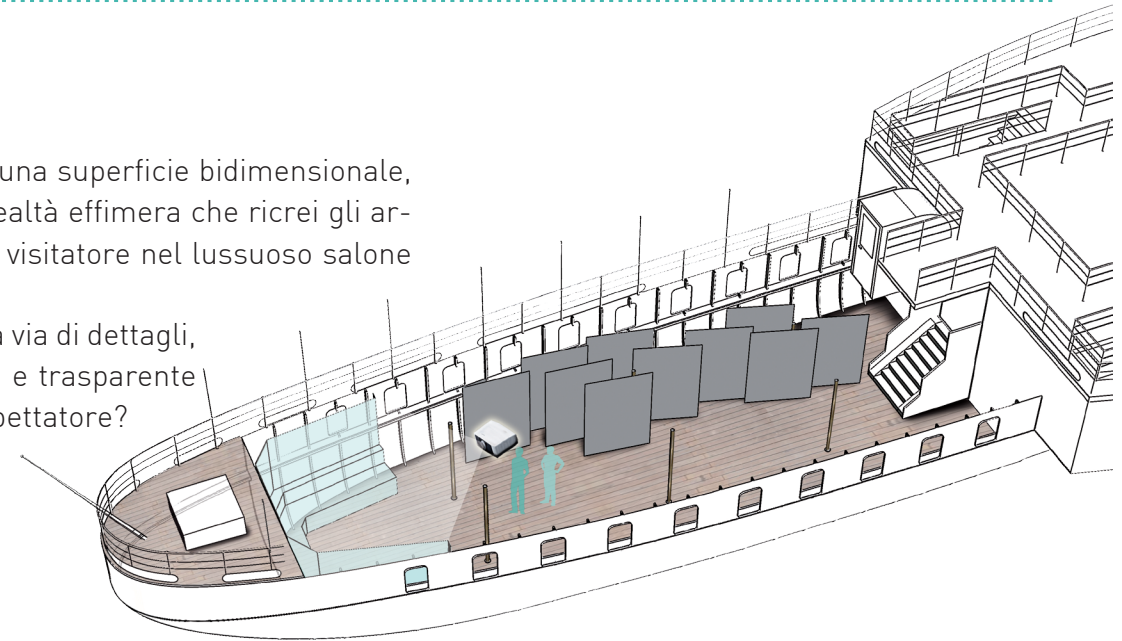 una superficie bidimensionale,
ealtà effimera che ricrei gli ar-
visitatore nel lussuoso salone
via di dettagli,
e trasparente
pettatore?